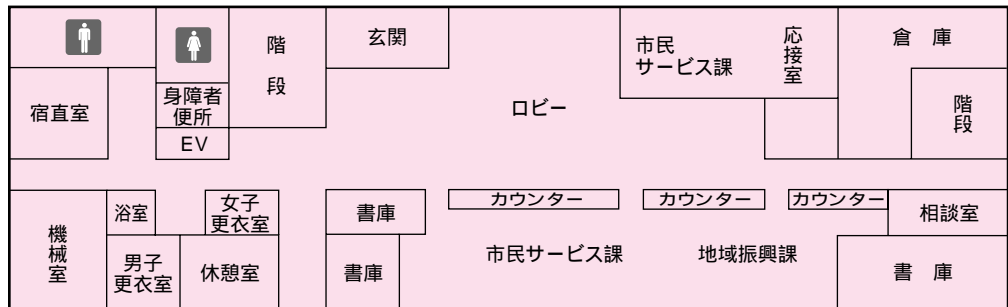 階段
玄関
市民
サービス課
応接室
倉庫
宿直室
身障者
便所
EV
ロビー
階段
機械室
浴室
女子
更衣室
書庫
カウンター
カウンター
カウンター
相談室
男子
更衣室
休憩室
書庫
市民サービス課
地域振興課
書庫